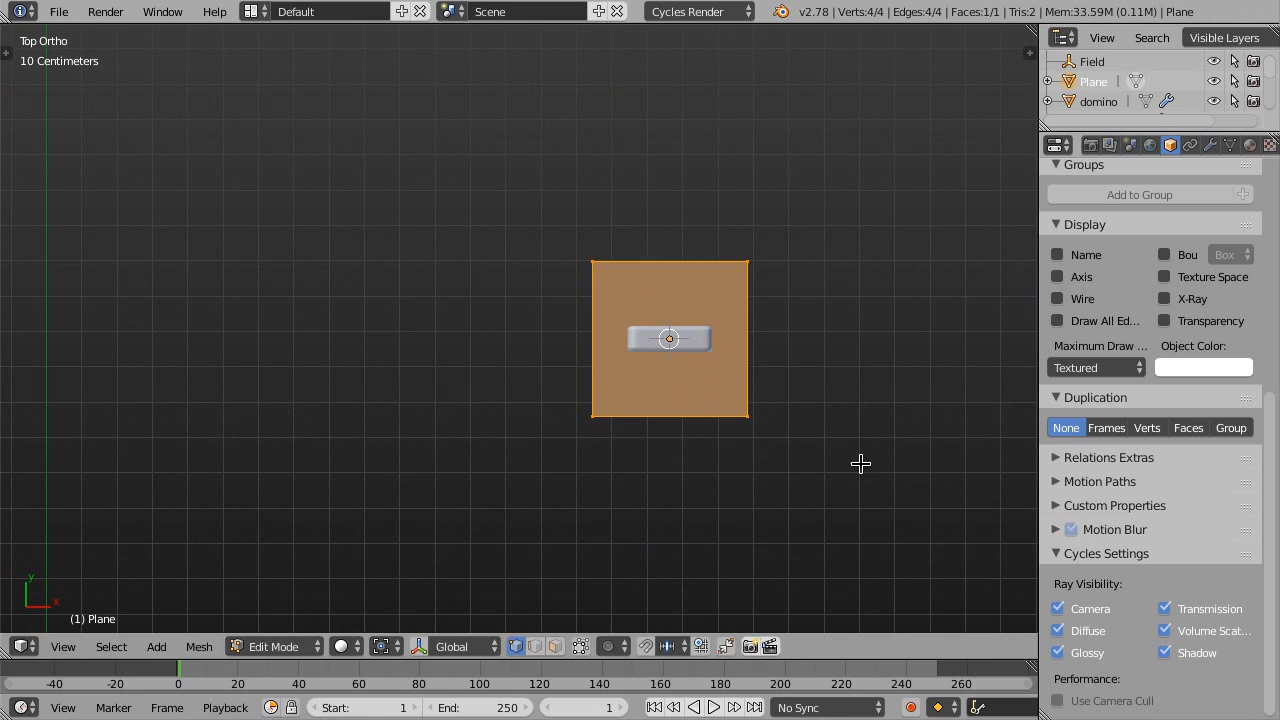 File Render Window Help Default Scene Cycles Render v2.78 | Verts:4/4 | Edges:4/4 | Faces:1/1 | Tris:2 | Mem:33.59M (0.11M) | Plane
Top Ortho
10 Centimeters
y
x
(1) Plane
View Select Add Mesh Edit Mode Global
-40 -20 0 20 40 60 80 100 120 140 160 180 200 220 240 260
View Marker Frame Playback Start: 1 End: 250 1 No Sync
View Search Visible Layers
Field
Plane
domino
Groups
Add to Group
Display
Name Bou Box
Axis Texture Space
Wire X-Ray
Draw All Ed... Transparency
Maximum Draw ... Object Color:
Textured
Duplication
None Frames Verts Faces Group
Relations Extras
Motion Paths
Custom Properties
Motion Blur
Cycles Settings
Ray Visibility:
Camera Transmission
Diffuse Volume Scat...
Glossy Shadow
Performance:
Use Camera Cull